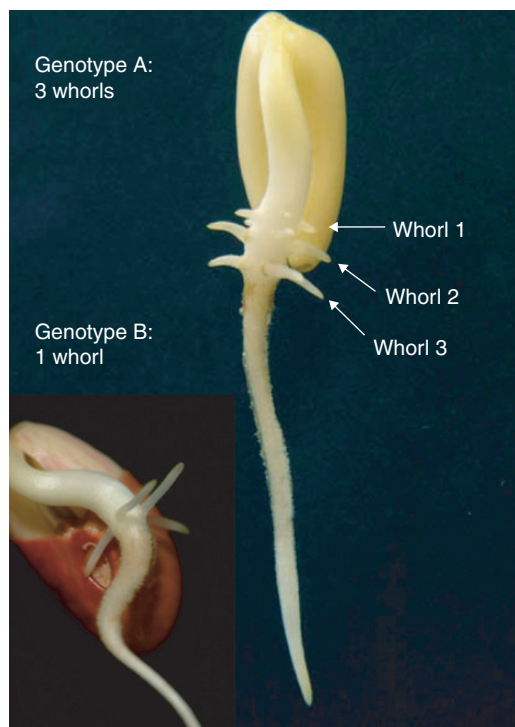 Genotype A:
3 whorls
Whorl 1
Whorl 2
Whorl 3
Genotype B:
1 whorl